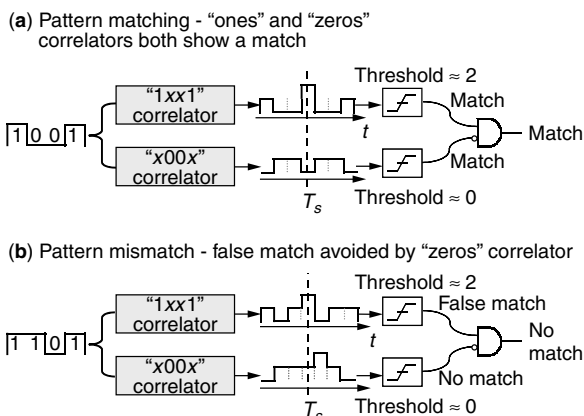 (a) Pattern matching - “ones” and “zeros”
correlators both show a match
Threshold ≈ 2
“1xx1”
correlator
Match
1 0 0 1
t
Match
“x00x”
correlator
Match
Ts
Threshold ≈ 0
(b) Pattern mismatch - false match avoided by “zeros” correlator
Threshold ≈ 2
“1xx1”
correlator
False match
1 1 0 1
t
No
match
“x00x”
correlator
No match
Ts
Threshold ≈ 0